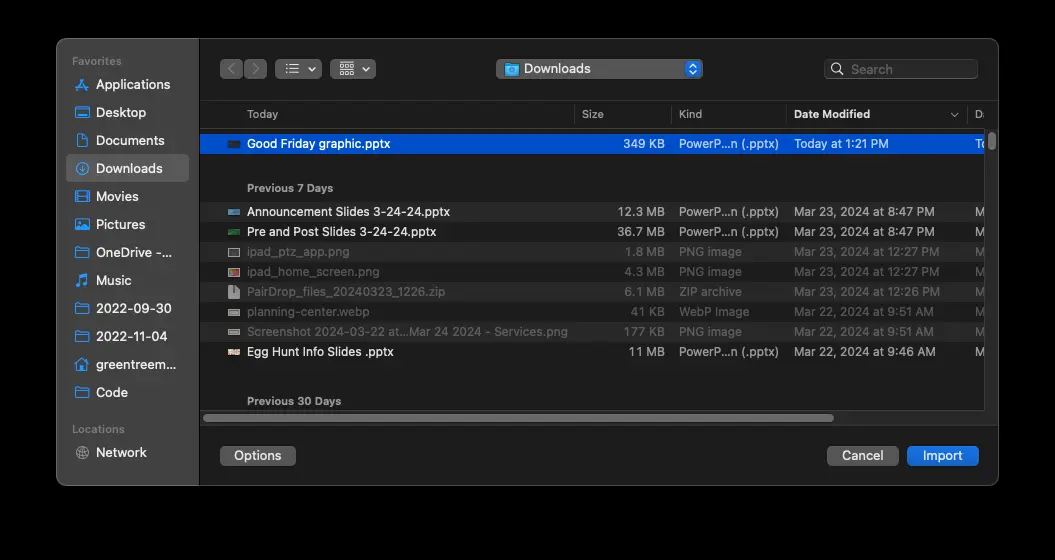 Favorites
Applications
Desktop
Documents
Downloads
Movies
Pictures
OneDrive -...
Music
2022-09-30
2022-11-04
greentreem...
Code
Locations
Network
Downloads
Search
Today Size Kind Date Modified
Good Friday graphic.pptx 349 KB PowerP...n (.pptx) Today at 1:21 PM
Previous 7 Days
Announcement Slides 3-24-24.pptx 12.3 MB PowerP...n (.pptx) Mar 23, 2024 at 8:47 PM M
Pre and Post Slides 3-24-24.pptx 36.7 MB PowerP...n (.pptx) Mar 23, 2024 at 8:47 PM M
ipad_ptz_app.png 1.8 MB PNG image Mar 23, 2024 at 12:27 PM M
ipad_home_screen.png 4.3 MB PNG image Mar 23, 2024 at 12:27 PM M
PairDrop_files_20240323_1226.zip 6.1 MB ZIP archive Mar 23, 2024 at 12:26 PM M
planning-center.webp 41 KB WebP Image Mar 22, 2024 at 9:51 AM M
Screenshot 2024-03-22 at...Mar 24 2024 - Services.png 177 KB PNG image Mar 22, 2024 at 9:51 AM M
Egg Hunt Info Slides .pptx 11 MB PowerP...n (.pptx) Mar 22, 2024 at 9:46 AM M
Previous 30 Days
Options
Cancel
Import